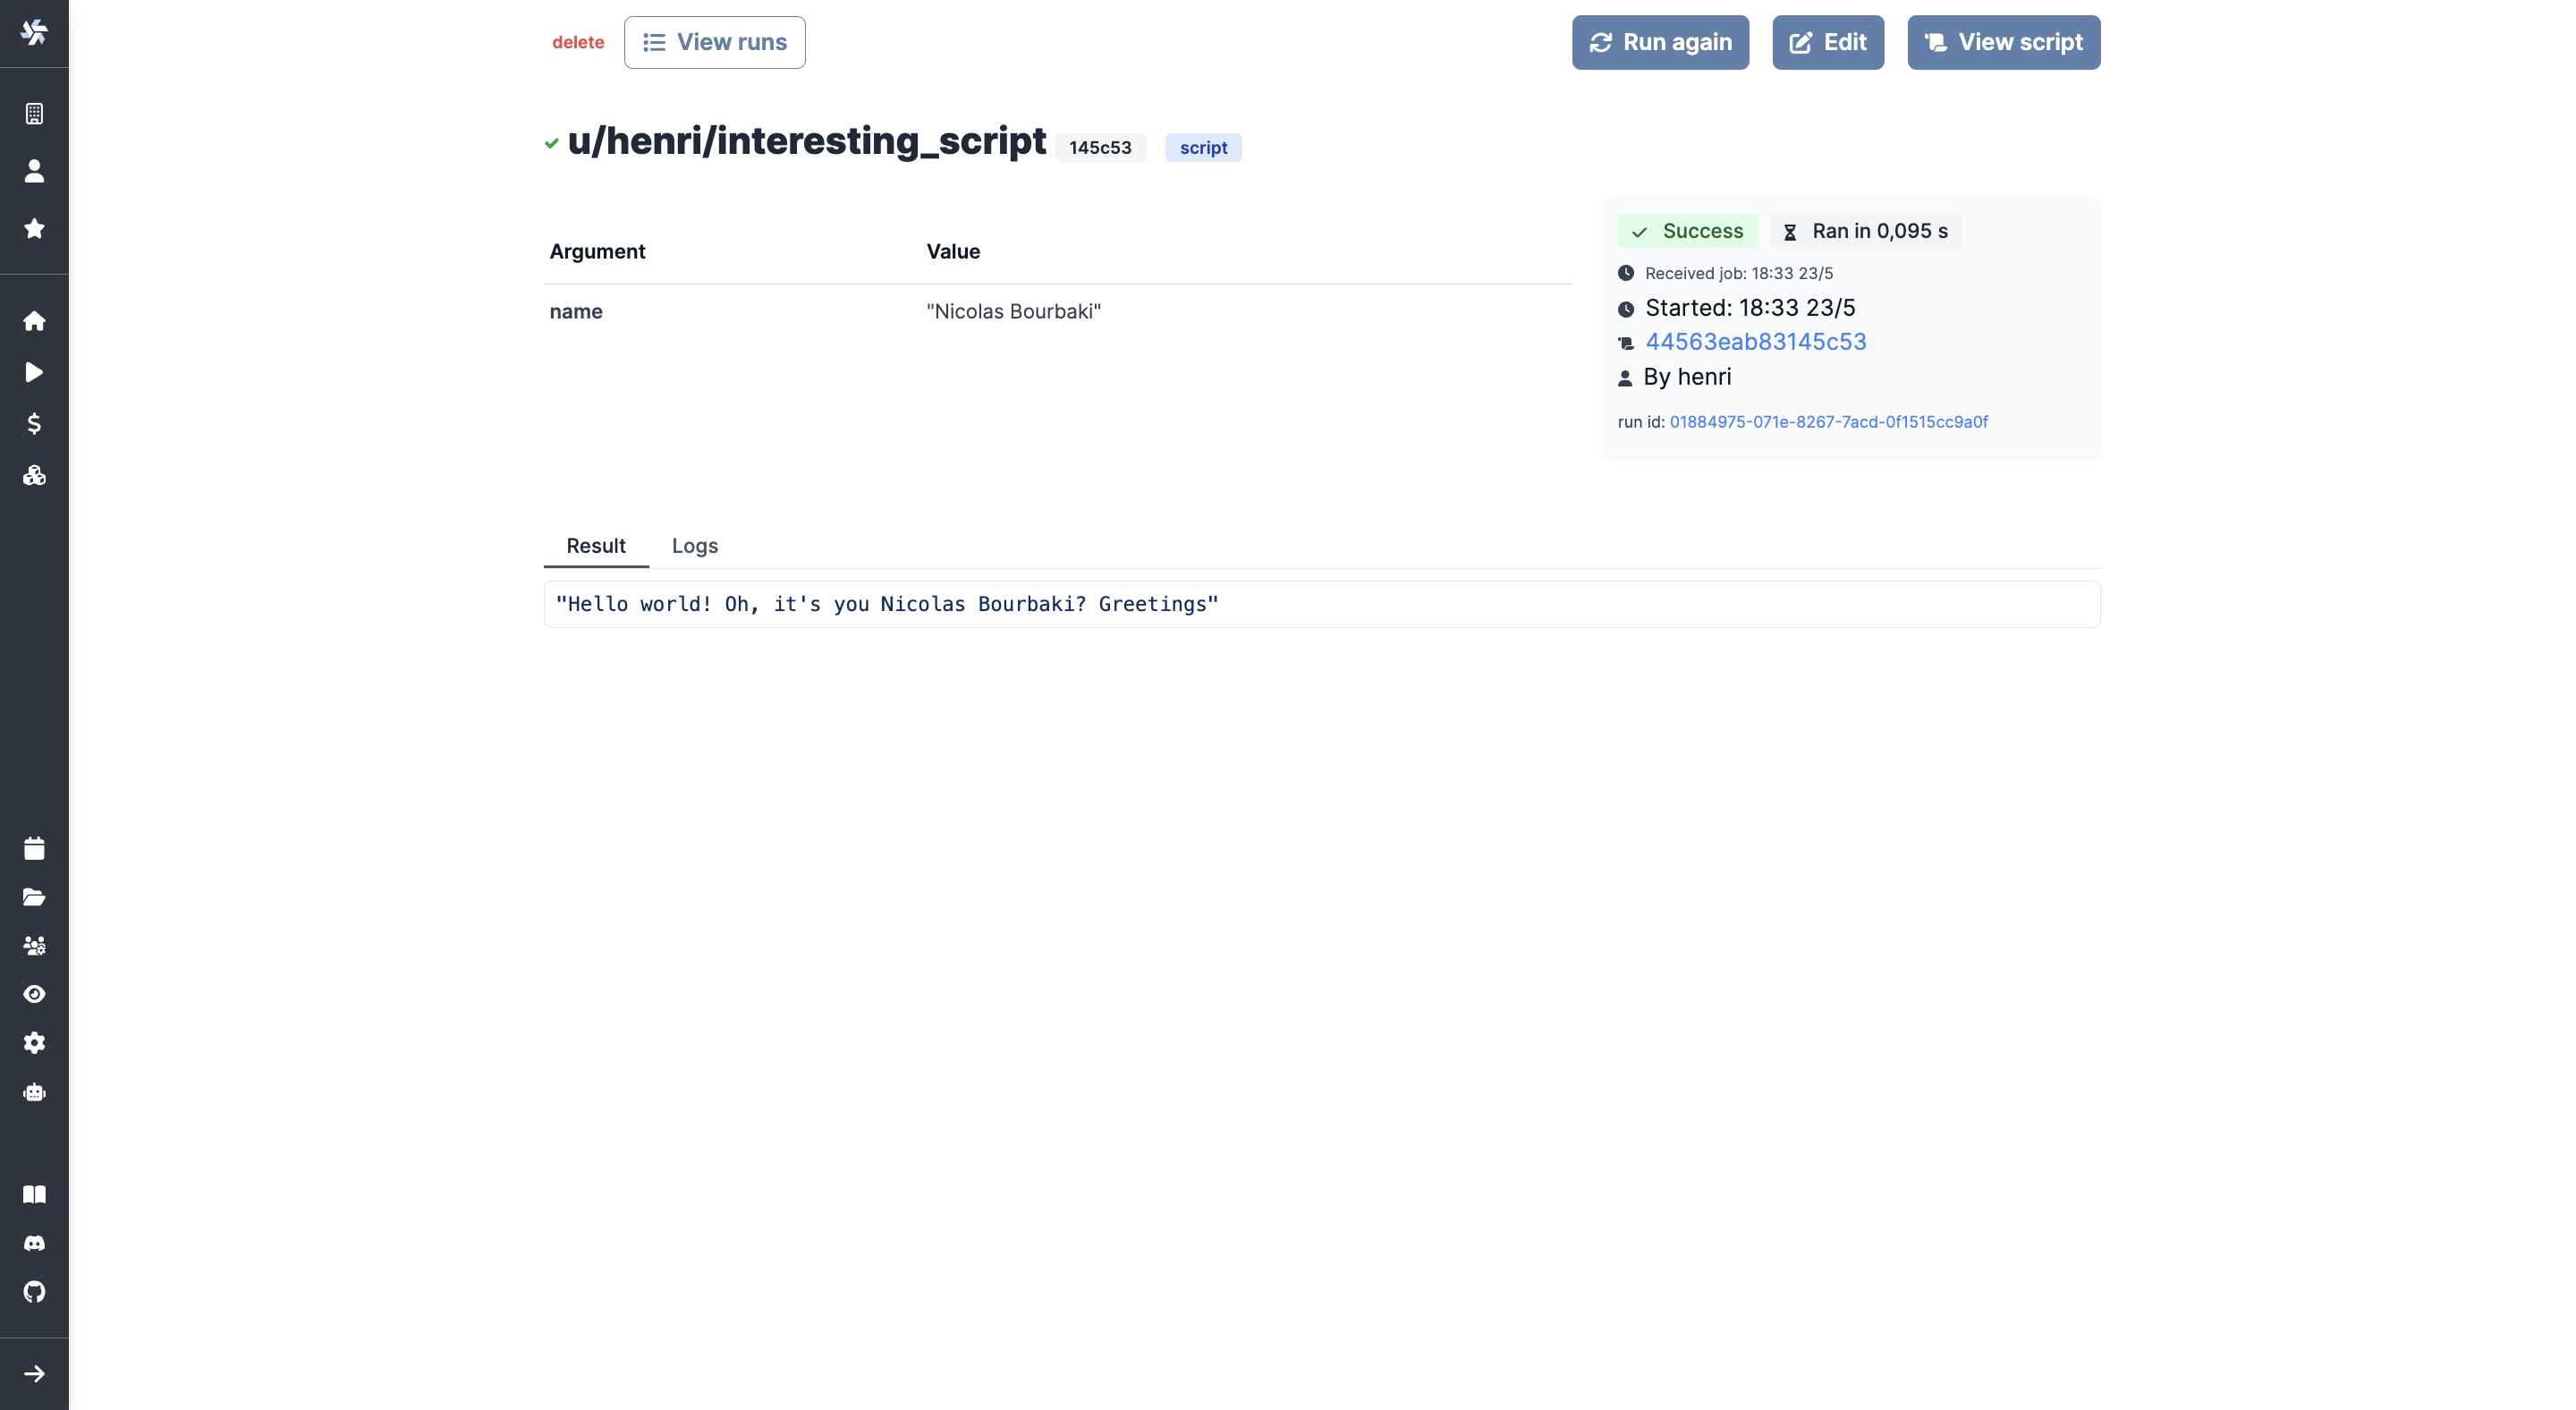 delete View runs Run again Edit View script
u/henri/interesting_script 145c53 script
Argument Value
name "Nicolas Bourbaki"
Success Ran in 0,095 s
Received job: 18:33 23/5
Started: 18:33 23/5
44563eab83145c53
By henri
run id: 01884975-071e-8267-7acd-0f1515cc9a0f
Result Logs
"Hello world! Oh, it's you Nicolas Bourbaki? Greetings"